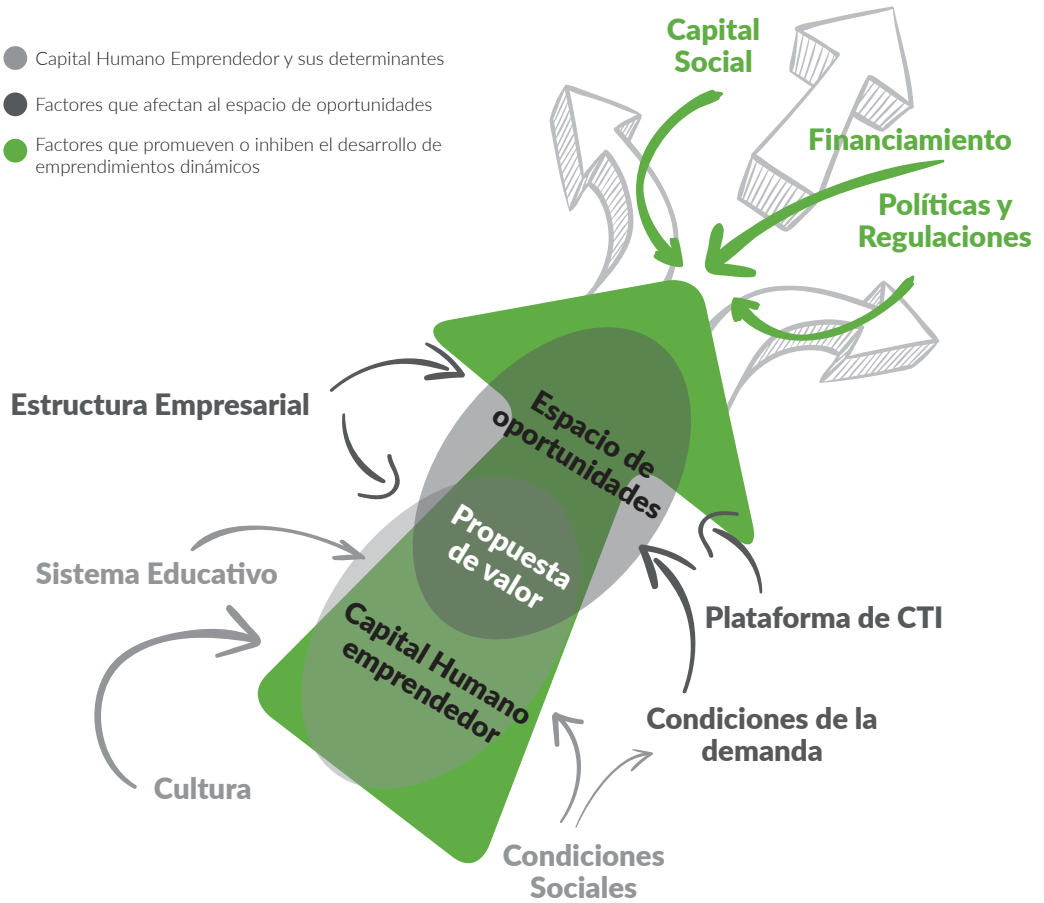 Capital Humano Emprendedor y sus determinantes
Factores que afectan al espacio de oportunidades
Factores que promueven o inhiben el desarrollo de
emprendimientos dinámicos
Capital
Social
Financiamiento
Políticas y
Regulaciones
Estructura Empresarial
Espacio de
oportunidades
Propuesta
de valor
Sistema Educativo
Capital Humano
emprendedor
Plataforma de CTI
Condiciones de la
demanda
Cultura
Condiciones
Sociales